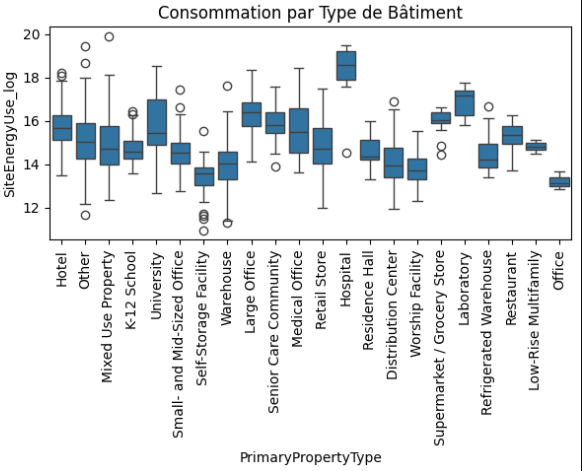 Consommation par Type de Bâtiment
SiteEnergyUse_log
20
18
16
14
12
Hotel
Other
Mixed Use Property
K-12 School
University
Small- and Mid-Sized Office
Self-Storage Facility
Warehouse
Large Office
Senior Care Community
Medical Office
Retail Store
Hospital
Residence Hall
Distribution Center
Worship Facility
Supermarket / Grocery Store
Laboratory
Refrigerated Warehouse
Restaurant
Low-Rise Multifamily
Office
PrimaryPropertyType